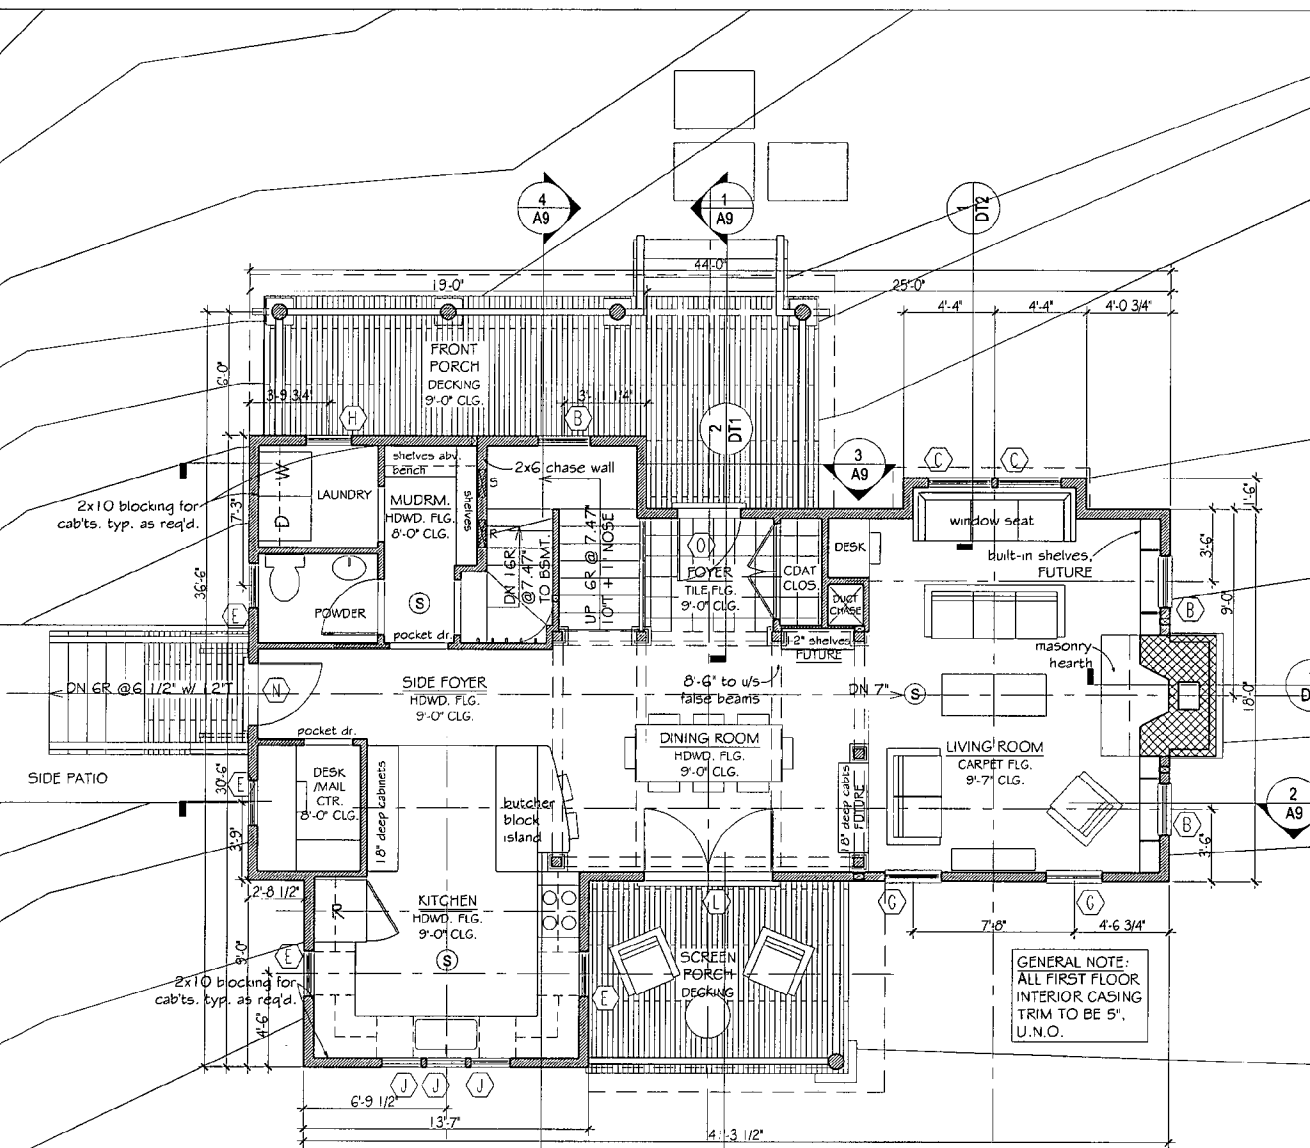 4
A9
1
A9
1
DT2
44'-0"
19'-0"
25'-0"
4'-4"
4'-4"
4'-0 3/4"
FRONT
PORCH
DECKING
9'-0" CLG.
6'-0"
3'-9 3/4"
H
B
2
DT1
3
A9
C
C
1'-6"
shelves abv.
bench
2x6 chase wall
W
D
LAUNDRY
MUDRM.
HDWD. FLG.
8'-0" CLG.
shelves
S
R
2x10 blocking for
cab'ts. typ. as req'd.
7'-3"
36'-6"
DN 16R
@7.47"
TO BSMT.
UP 6R @ 7.47"
10"T + 1" NOSE
O
FOYER
TILE FLG.
9'-0" CLG.
COAT
CLOS.
DESK
DUCT
CHASE
window seat
built-in shelves,
FUTURE
3'-6"
9'-0"
B
E
POWDER
S
pocket dr.
12" shelves
FUTURE
masonry
hearth
DN 6R @6 1/2" w/ 12"T
N
SIDE FOYER
HDWD. FLG.
9'-0" CLG.
8'-6" to u/s
false beams
DN 7"
S
18'-0"
pocket dr.
DINING ROOM
HDWD. FLG.
9'-0" CLG.
LIVING ROOM
CARPET FLG.
9'-7" CLG.
SIDE PATIO
30'-6"
E
DESK
/MAIL
CTR.
8'-0" CLG.
18" deep cabinets
butcher
block
island
18" deep cabts
FUTURE
2
A9
B
3'-9"
3'-6"
2'-8 1/2"
R
KITCHEN
HDWD. FLG.
9'-0" CLG.
L
G
G
7'-8"
4'-6 3/4"
S
E
9'-0"
SCREEN
PORCH
DECKING
GENERAL NOTE:
ALL FIRST FLOOR
INTERIOR CASING
TRIM TO BE 5",
U.N.O.
2x10 blocking for
cab'ts. typ. as req'd.
E
4'-6"
J
J
J
6'-9 1/2"
13'-7"